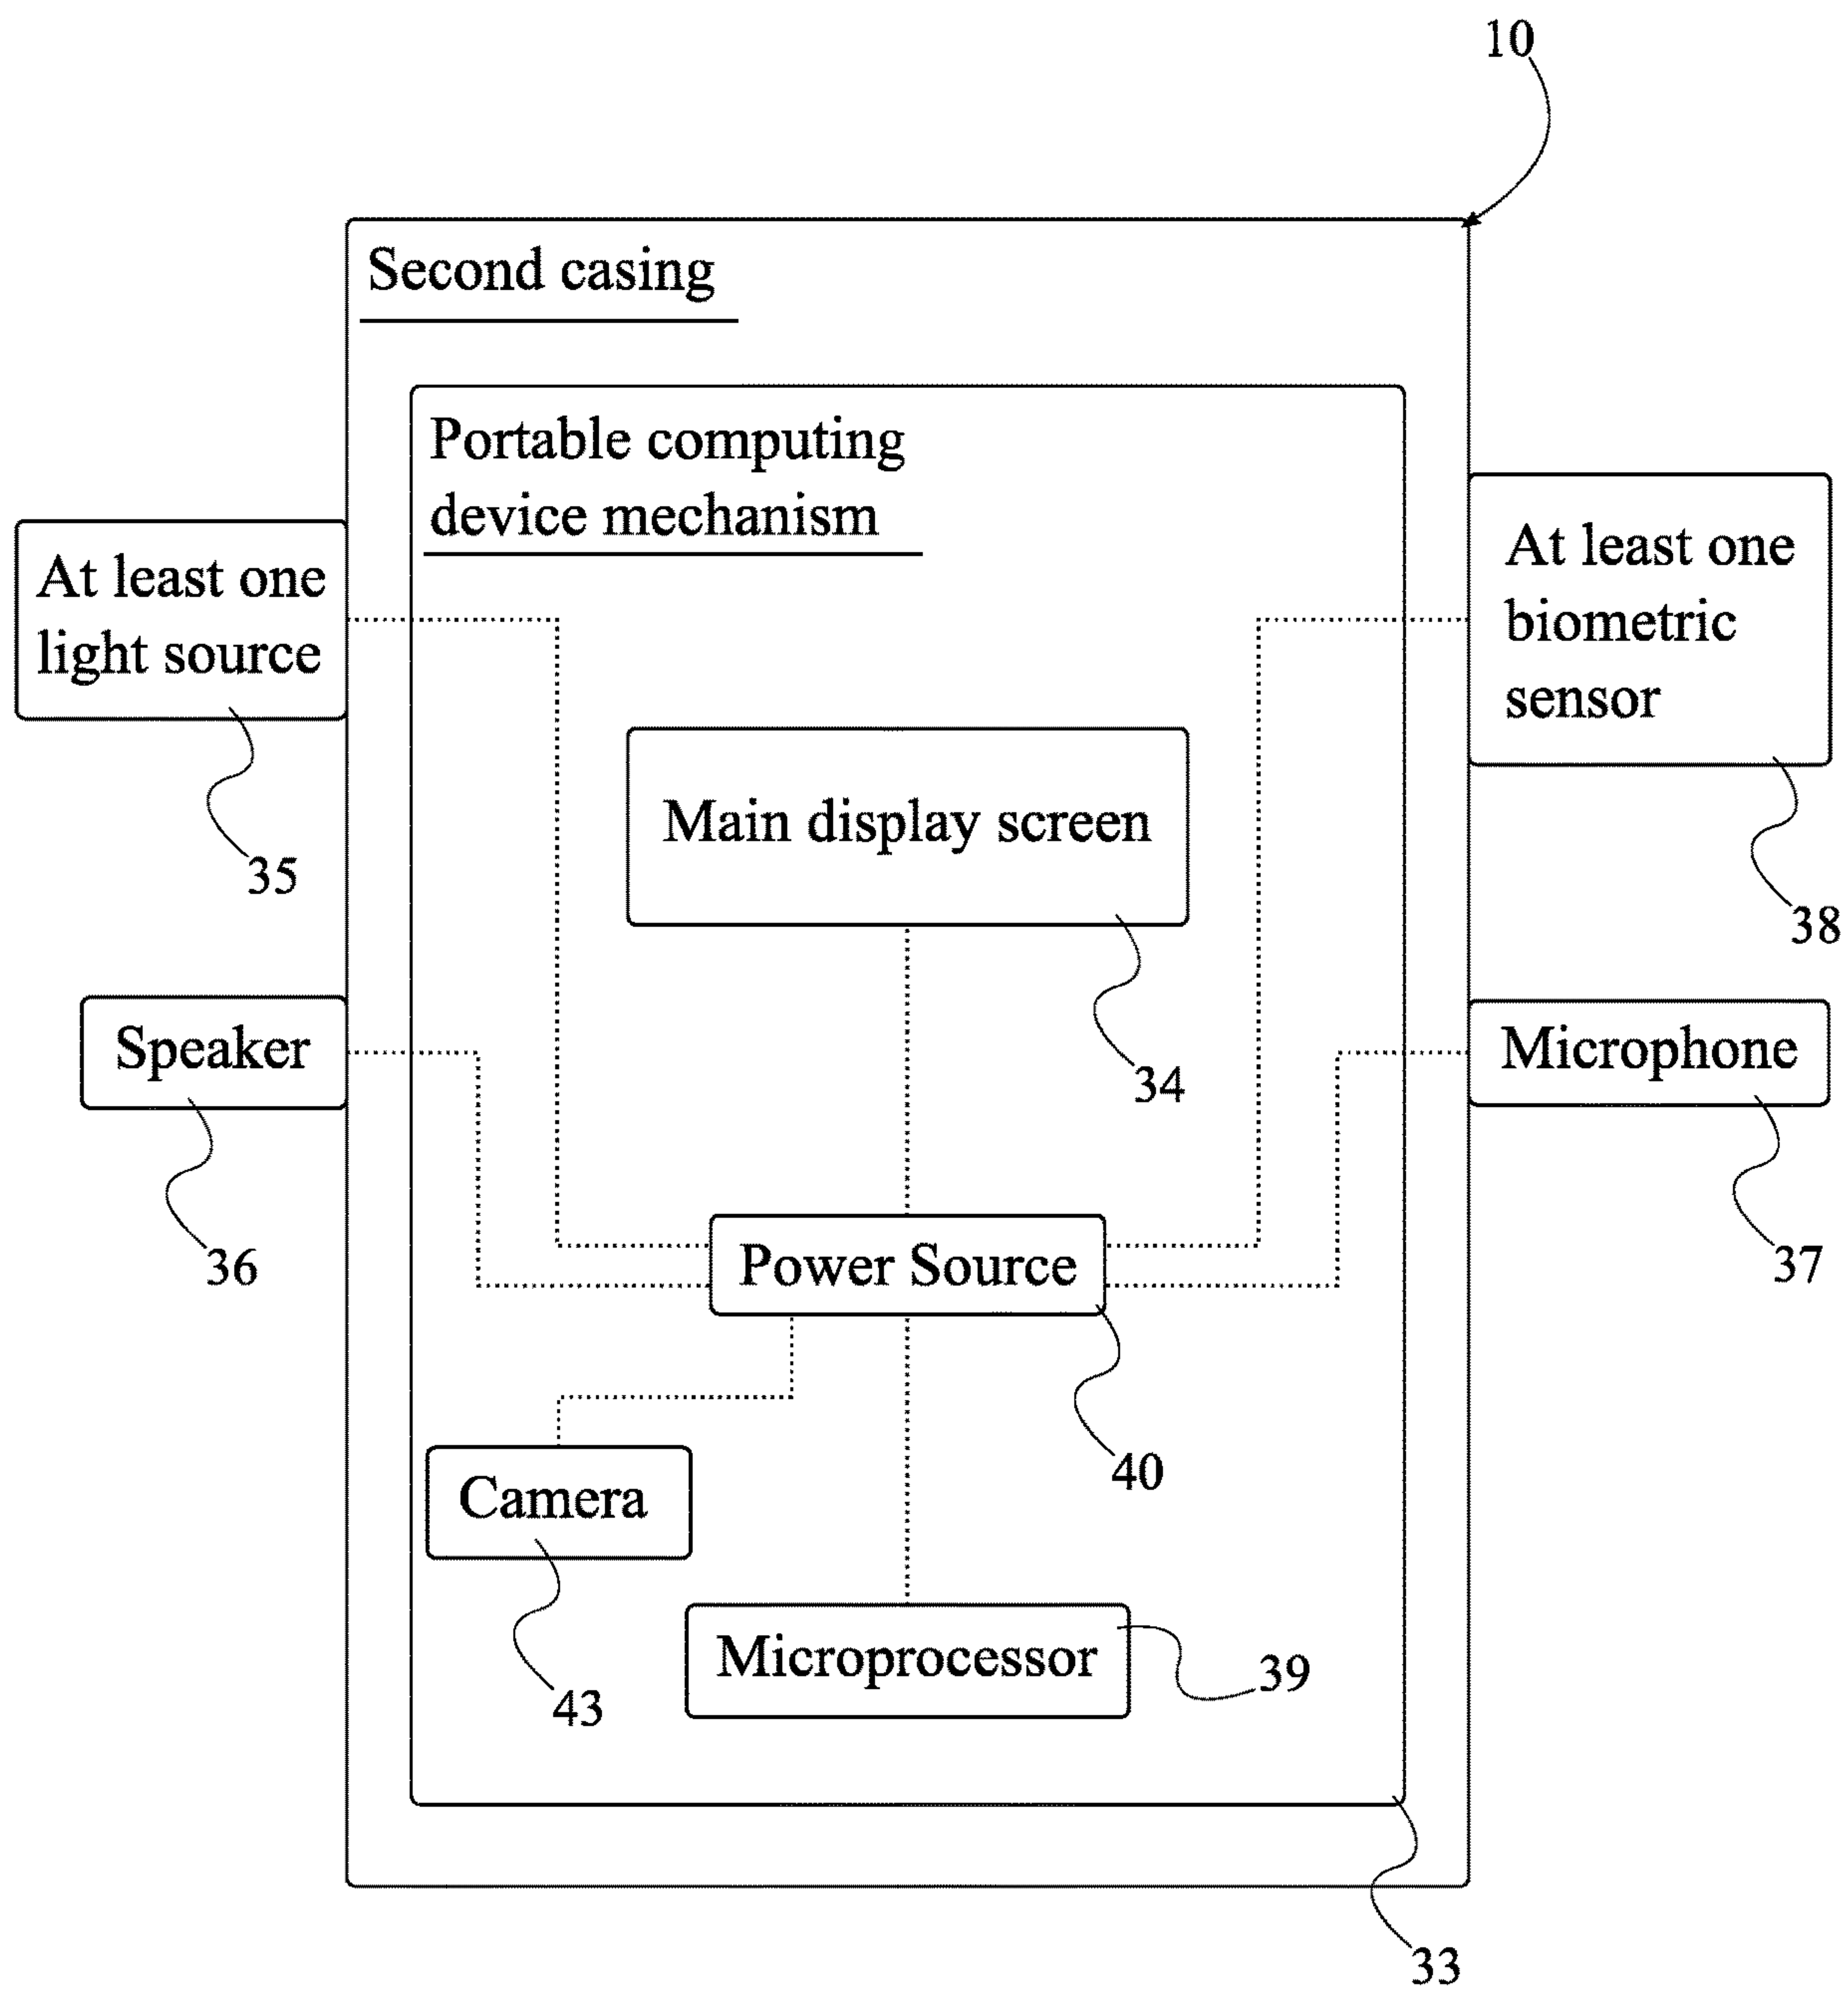 10
Second casing
Portable computing
device mechanism
At least one
light source
35
At least one
biometric
sensor
38
Main display screen
34
Speaker
36
Microphone
37
Power Source
40
Camera
43
Microprocessor
39
33